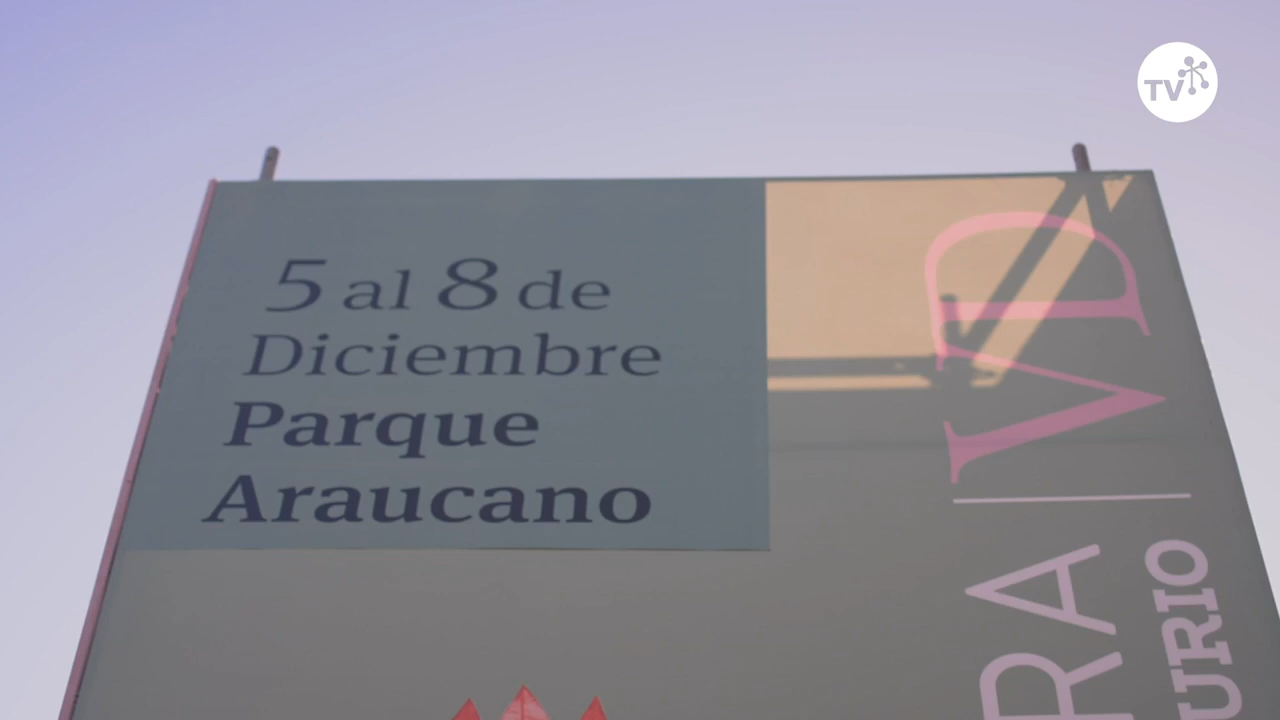 5 al 8 de
Diciembre
Parque
Araucano
VD
RA
URIO
TV